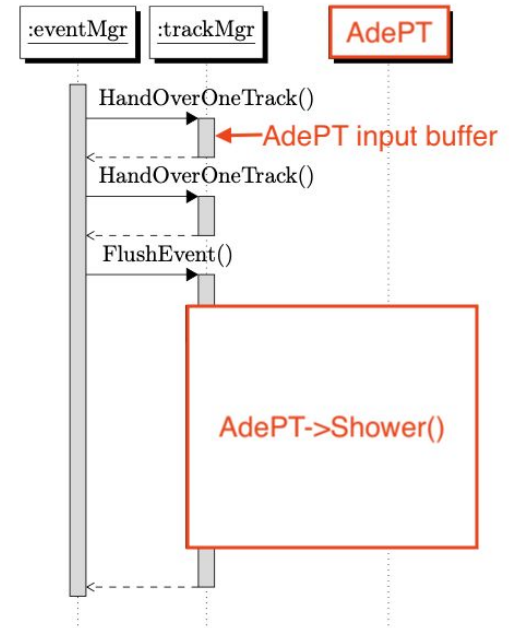 :eventMgr
:trackMgr
AdePT
HandOverOneTrack()
AdePT input buffer
HandOverOneTrack()
FlushEvent()
AdePT->Shower()